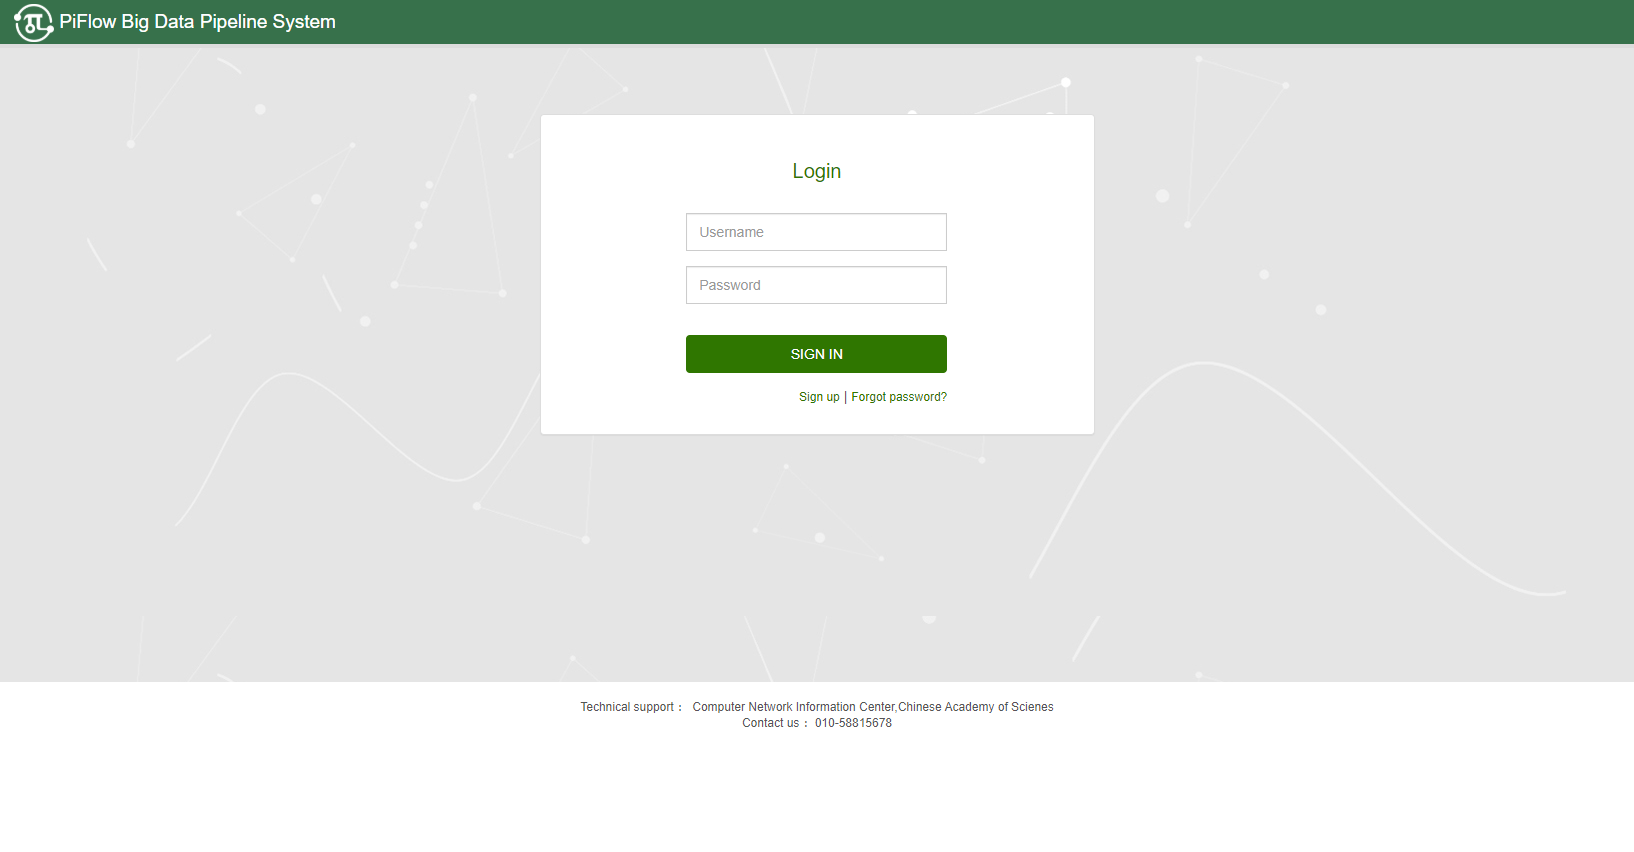 PiFlow Big Data Pipeline System
Login
Username
Password
SIGN IN
Sign up | Forgot password?
Technical support： Computer Network Information Center,Chinese Academy of Scienes
Contact us：010-58815678